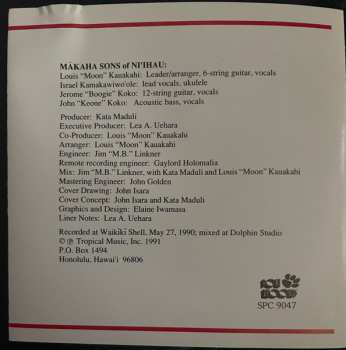 MĀKAHA SONS of NI'IHAU:
Louis "Moon" Kauakahi: Leader/arranger, 6-string guitar, vocals
Israel Kamakawiwo'ole: lead vocals, ukulele
Jerome "Boogie" Koko: 12-string guitar, vocals
John "Keone" Koko: Acoustic bass, vocals
Producer: Kata Maduli
Executive Producer: Lea A. Uehara
Co-Producer: Louis "Moon" Kauakahi
Arranger: Louis "Moon" Kauakahi
Engineer: Jim "M.B." Linkner
Remote recording engineer: Gaylord Holomalia
Mix: Jim "M.B." Linkner, with Kata Maduli and Louis "Moon" Kauakahi
Mastering Engineer: John Golden
Cover Drawing: John Isara
Cover Concept: John Isara and Kata Maduli
Graphics and Design: Elaine Iwamasa
Liner Notes: Lea A. Uehara
Recorded at Waikīkī Shell, May 27, 1990; mixed at Dolphin Studio
© ℗ Tropical Music, Inc. 1991
P.O. Box 1494
Honolulu, Hawai'i 96806
POKI
SPC 9047